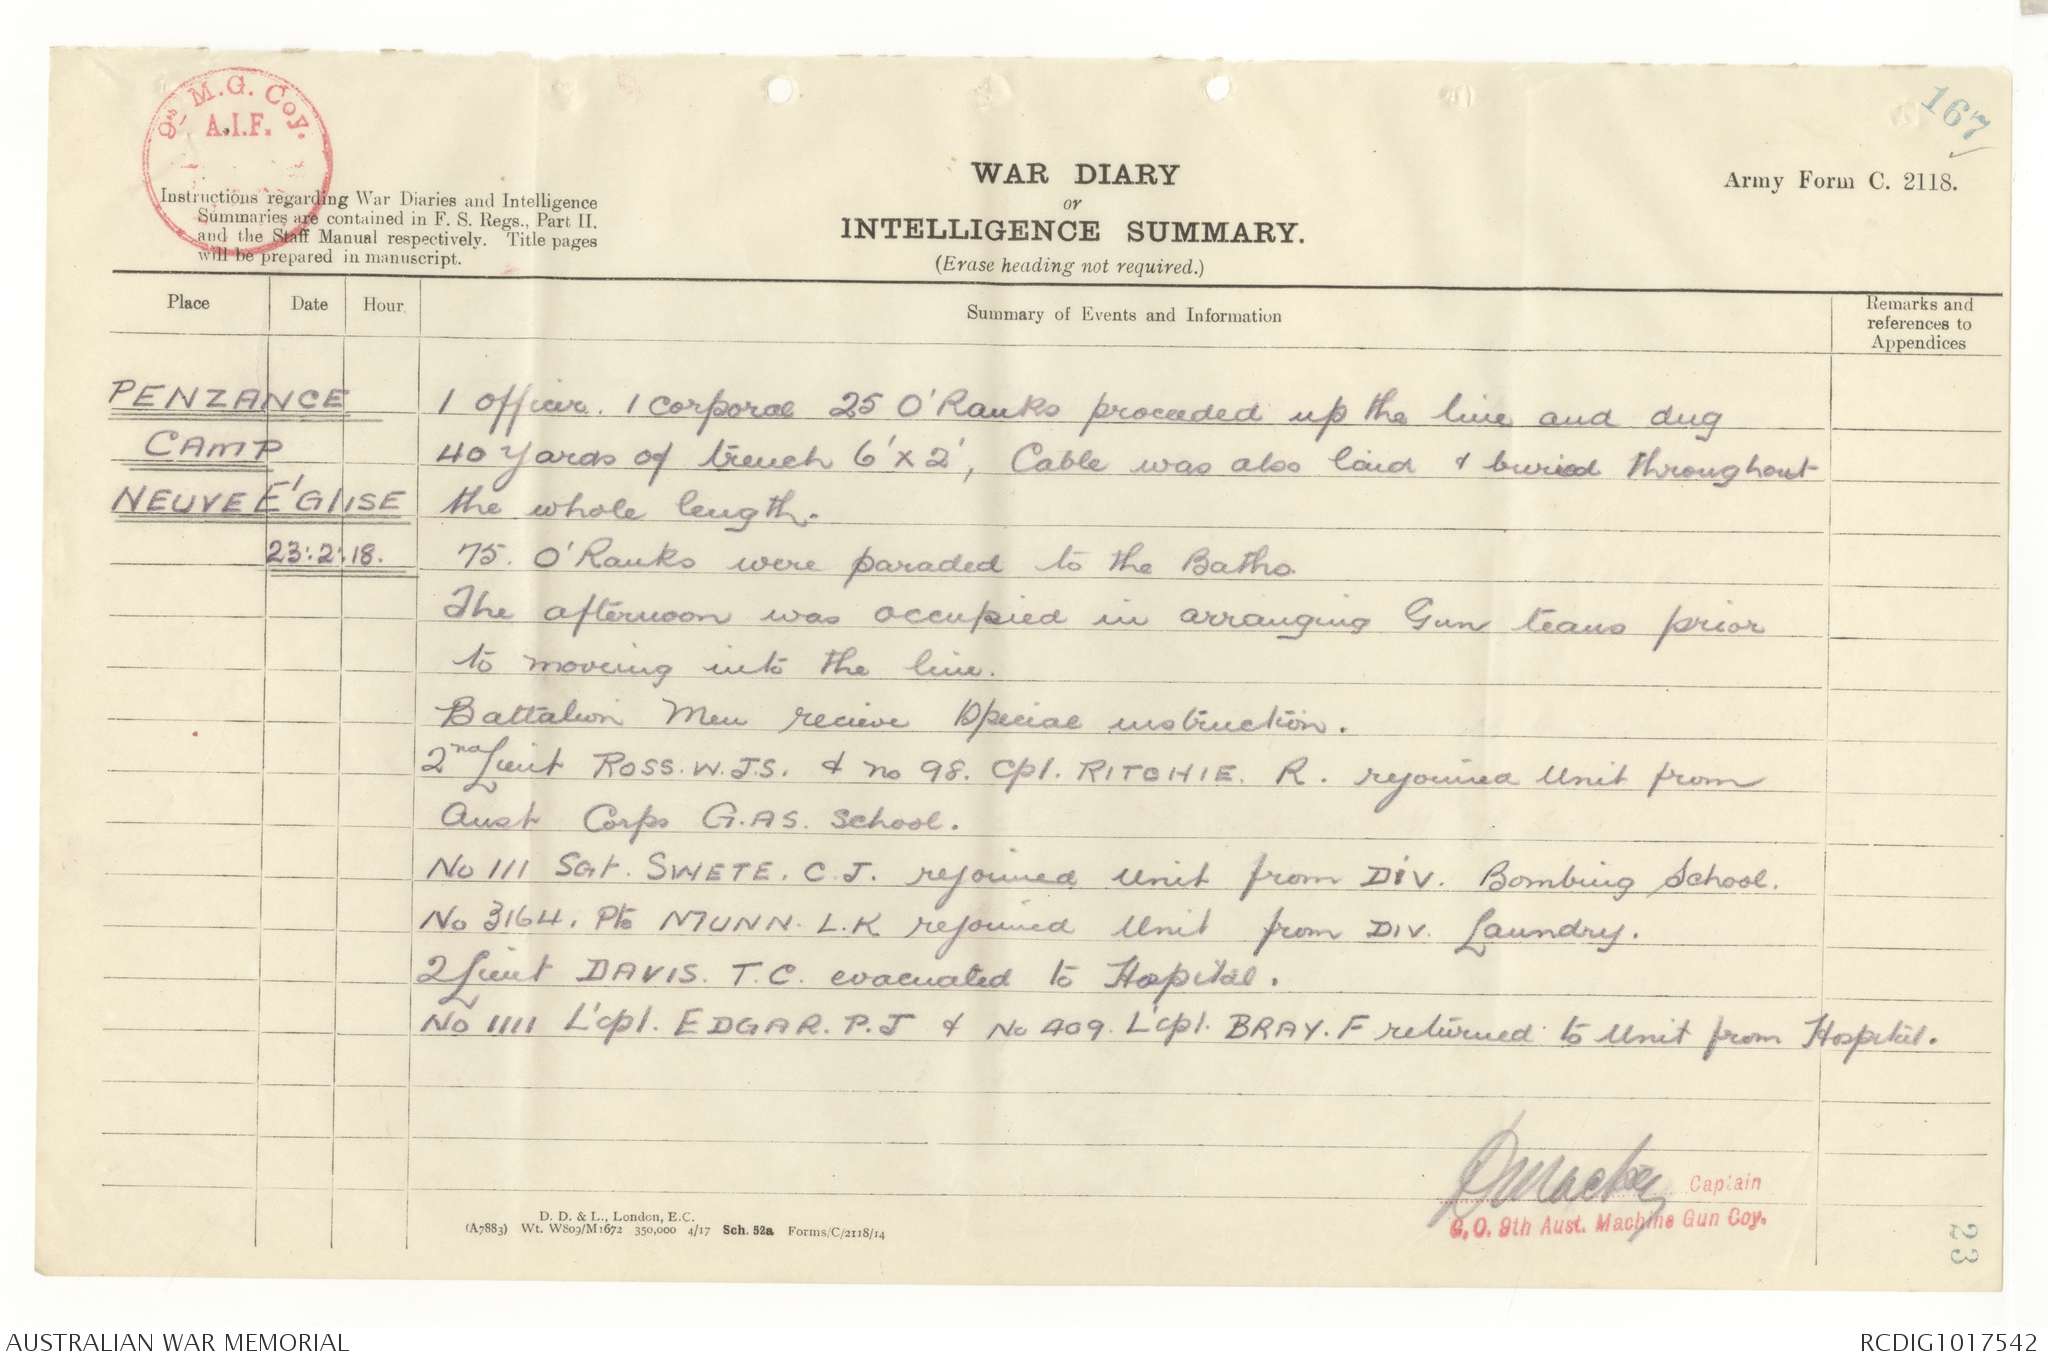 9th M.G. Coy.
A.I.F.
167
Instructions regarding War Diaries and Intelligence
Summaries are contained in F. S. Regs., Part II.
and the Staff Manual respectively. Title pages
will be prepared in manuscript.
WAR DIARY
or
INTELLIGENCE SUMMARY.
(Erase heading not required.)
Army Form C. 2118.
Place Date Hour Summary of Events and Information Remarks and references to Appendices
PENZANCE 1 officer. 1 corporal 25 O'Ranks proceeded up the line and dug
CAMP 40 Yards of trench 6' x 2', Cable was also laid & buried throughout
NEUVE E'GLISE the whole length.
23:2:18. 75. O'Ranks were paraded to the Baths.
The afternoon was occupied in arranging Gun teams prior
to moving into the line.
Battalion Men recieve Special instruction.
2nd Lieut ROSS. W.J.S. & No 98. Cpl. RITCHIE. R. rejoined Unit from
Aust Corps G.AS. School.
No 111 Sgt. SWETE. C.J. rejoined Unit from DIV. Bombing School.
No 3164. Pte MUNN. L.K rejoined Unit from DIV. Laundry.
2 Lieut DAVIS. T.C. evacuated to Hospital.
No 1111 L'cpl. EDGAR. P.J & No 409. L'cpl. BRAY. F returned to Unit from Hospital.
Captain
C.O. 9th Aust. Machine Gun Coy.
D. D. & L., London, E.C.
(A7883) Wt. W809/M1672 350,000 4/17 Sch. 52a Forms/C/2118/14
23
AUSTRALIAN WAR MEMORIAL
RCDIG1017542